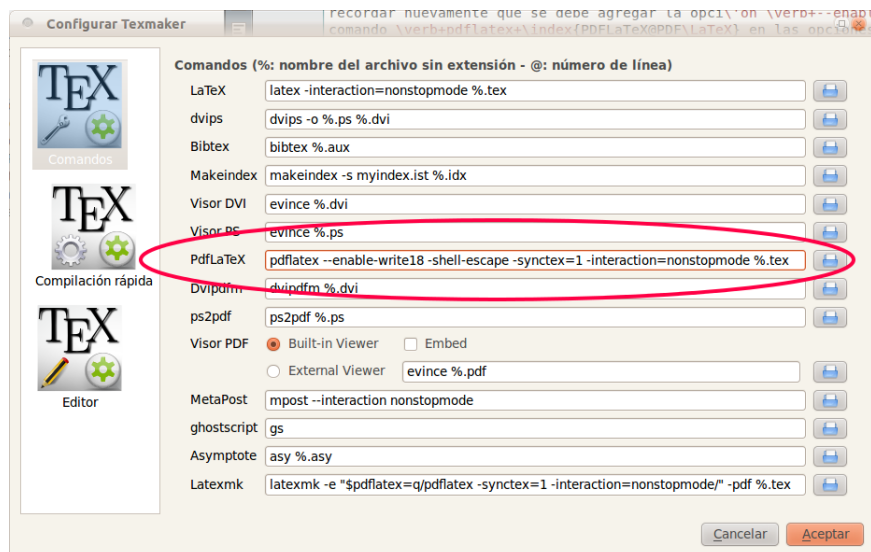 recordar nuevamente que se debe agregar la opci\'on \verb+--enabl
Configurar Texmaker
comando \verb+pdflatex+\index{PDFLaTeX@PDF\LaTeX} en las opciones
TEX
Comandos
TEX
Compilación rápida
TEX
Editor
Comandos (%: nombre del archivo sin extensión - @: número de línea)
LaTeX latex -interaction=nonstopmode %.tex
dvips dvips -o %.ps %.dvi
Bibtex bibtex %.aux
Makeindex makeindex -s myindex.ist %.idx
Visor DVI evince %.dvi
Visor PS evince %.ps
PdfLaTeX pdflatex --enable-write18 -shell-escape -synctex=1 -interaction=nonstopmode %.tex
Dvipdfm dvipdfm %.dvi
ps2pdf ps2pdf %.ps
Visor PDF Built-in Viewer Embed
External Viewer evince %.pdf
MetaPost mpost --interaction nonstopmode
ghostscript gs
Asymptote asy %.asy
Latexmk latexmk -e "$pdflatex=q/pdflatex -synctex=1 -interaction=nonstopmode/" -pdf %.tex
Cancelar Aceptar